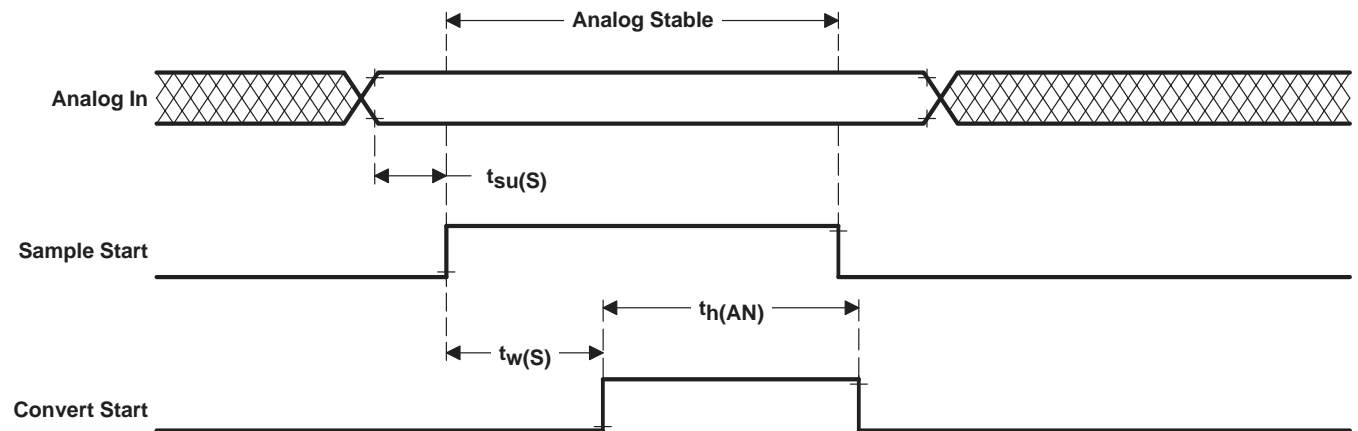 Analog Stable
Analog In
tsu(S)
Sample Start
th(AN)
tw(S)
Convert Start